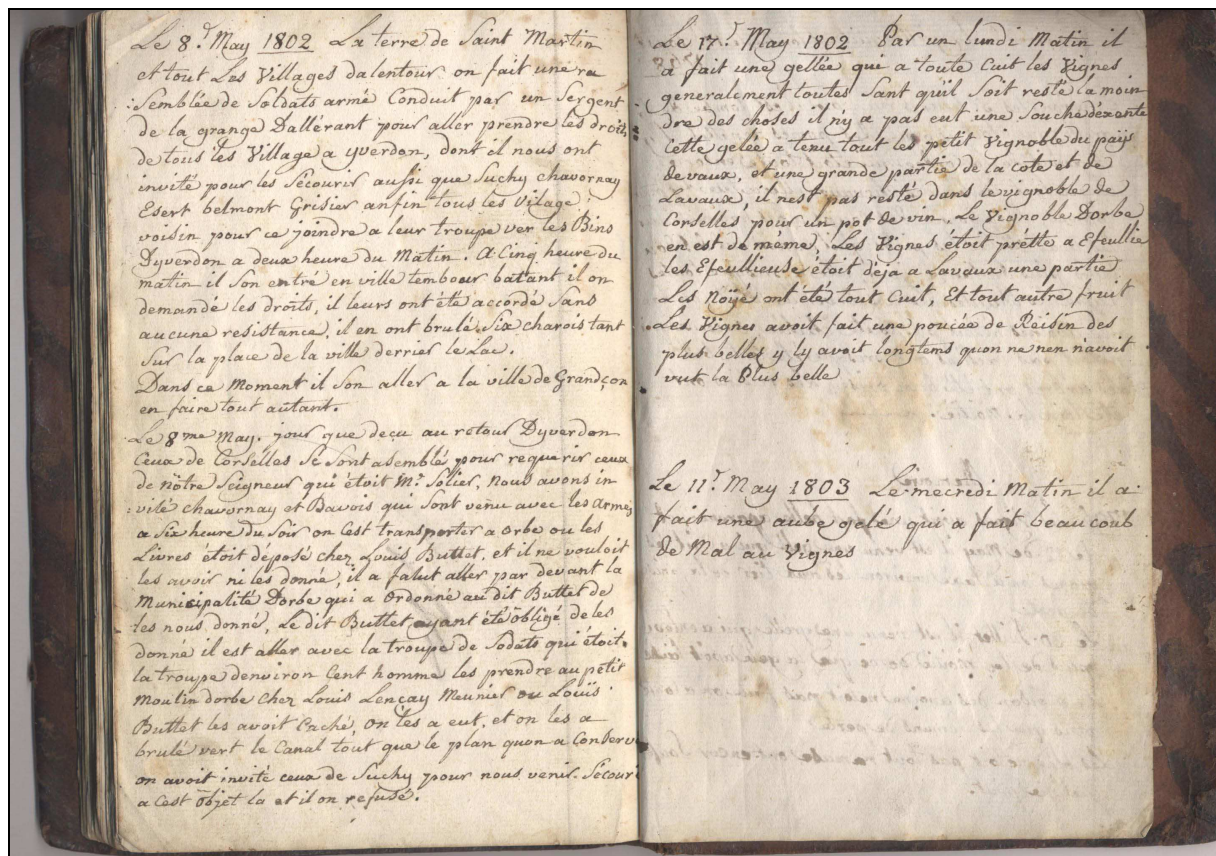 Le 8.ᵗ May 1802 La terre de Saint Martin
et tout Les Villages dalentour on fait une ra
:semblée de Soldats armé Conduit par un Sergent
de la grange Dallérant pour aller prendre les droits
de tous les Village a yverdon, dont il nous ont
invité pour les Sécourir aussi que Suchy chavornay
Esert belmont Grisier anfin tous les Vilage
voisin pour ce joindre a leur troupe ver les Bins
Dyverdon a deux heure du Matin. A Cinq heure du
matin il Son entré en ville tembour batant il on
demandé les droits, il leurs ont été accordé Sans
aucune resistance, il en ont brulé Six charois tant
Sur la place de la ville derrier le Lac.
Dans ce Moment il Son aller a la ville de Grandçon
en faire tout autant.
Le 8me May. jour que deçu au retour Dyverdon
Ceux de Corselles Se Sont asemblé pour requerir ceux
de nôtre Seigneur qui étoit Mr. Solier, Nous avons in
:vité chavornay et Bavois qui Sont venu avec les Armes
a Six heure du Soir on Cest transporter a Orbe ou les
Livres étoit déposé chez Louis Buttet, et il ne vouloit
les avoir ni les donné, il a falut aller par devant la
Municipalité Dorbe qui a Ordonné au dit Buttet de
les nous donné, Le dit Buttet ayant été obligé de les
donné il est aller avec la troupe de Sodats qui étoit
la troupe denviron Cent homme les prendre au petit
Moulin dorbe chez Louis Lençay Meunier ou Louis
Buttet les avoit Caché, on les a eut, et on les a
brulé vert le Canal tout que le plan quon a Conserv
on avoit invité ceux de Suchy pour nous venir Sécouri
a Cest objet la et il on refusé.
Le 17.ᵗ May 1802 Par un lundi Matin il
a fait une gellée qui a toute Cuit les Vignes
generalement toutes Sant quil Soit resté la moin
dre des choses il ny a pas eut une Souche dexente
Cette gelée a tenu tout les petit Vignoble du païs
devaux, et une grande partie de la cote et de
Lavaux, il nest pas resté dans le vignoble de
Corselles pour un pot de vin, Le Vignoble Dorbe
en est de même, Les Vignes étoit prétte a Efeullie
les Efeullieuse étoit déja a Lavaux une partie
Les Noÿé ont été tout Cuit, Et tout autre fruit
Les Vignes avoit fait une poucée de Réisin des
plus belles y ly avoit longtems quon ne nen navoit
vut la Plus belle
Le 11.ᵗ May 1803 Le mecredi Matin il a
fait une aube gelé qui a fait beaucoub
de Mal au Vignes